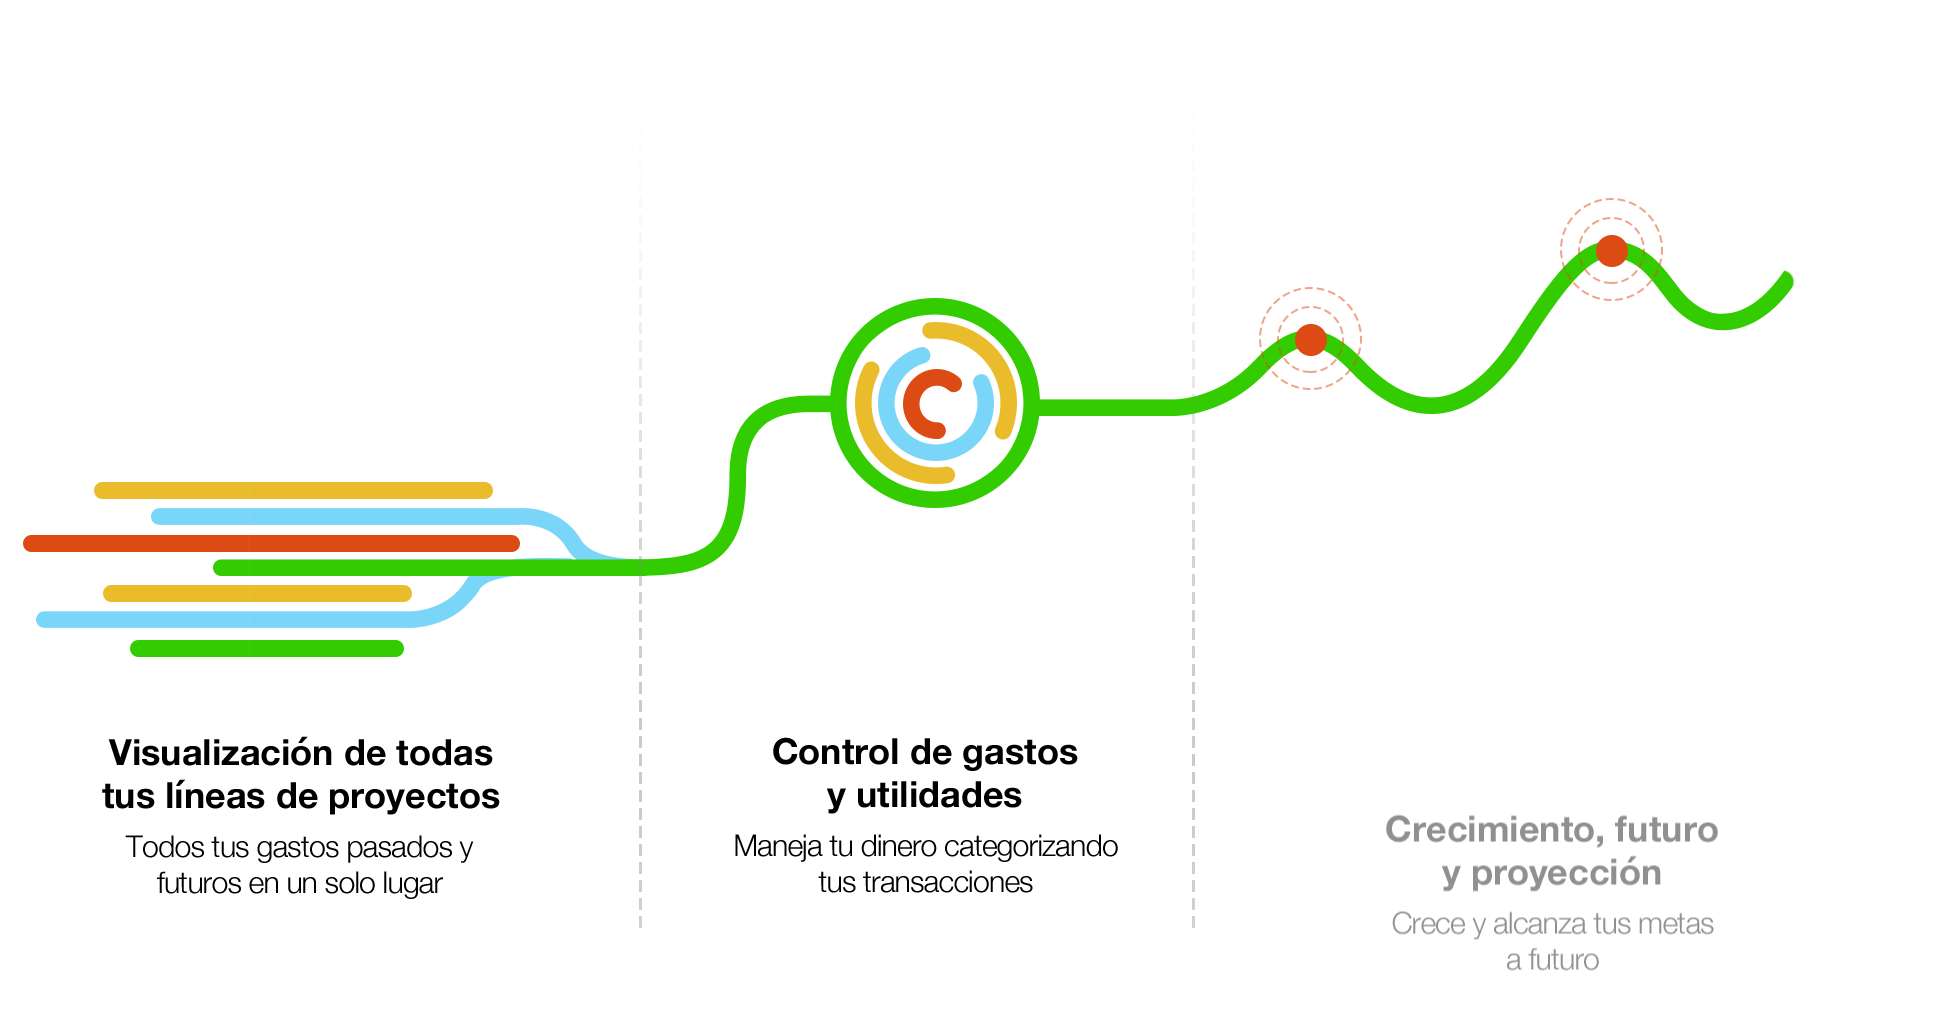 Visualización de todas
tus líneas de proyectos
Todos tus gastos pasados y
futuros en un solo lugar
Control de gastos
y utilidades
Maneja tu dinero categorizando
tus transacciones
Crecimiento, futuro
y proyección
Crece y alcanza tus metas
a futuro